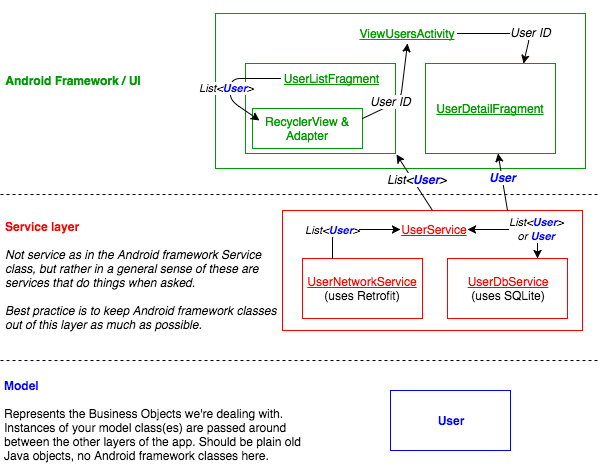 Android Framework / UI
ViewUsersActivity
User ID
UserListFragment
List<User>
User ID
RecyclerView &
Adapter
UserDetailFragment
List<User>
User
Service layer
Not service as in the Android framework Service
class, but rather in a general sense of these are
services that do things when asked.
Best practice is to keep Android framework classes
out of this layer as much as possible.
List<User>
UserService
List<User>
or User
UserNetworkService
(uses Retrofit)
UserDbService
(uses SQLite)
Model
Represents the Business Objects we're dealing with.
Instances of your model class(es) are passed around
between the other layers of the app. Should be plain old
Java objects, no Android framework classes here.
User